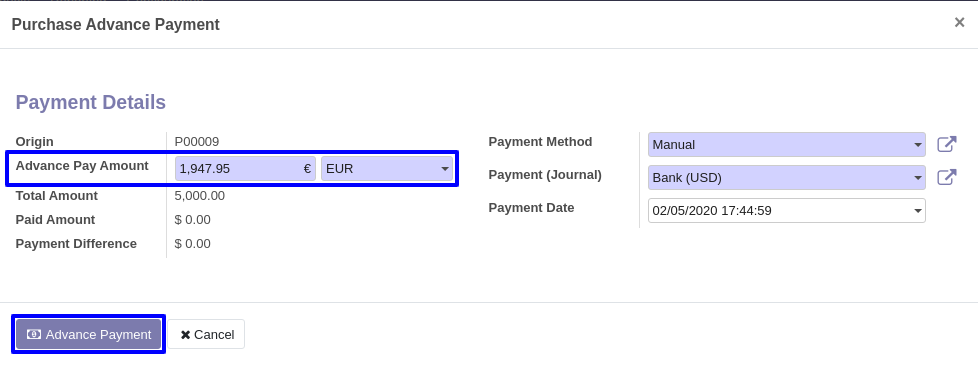 Purchase Advance Payment ×
Payment Details
Origin P00009
Advance Pay Amount 1,947.95 € EUR
Total Amount 5,000.00
Paid Amount $ 0.00
Payment Difference $ 0.00
Payment Method Manual
Payment (Journal) Bank (USD)
Payment Date 02/05/2020 17:44:59
Advance Payment ✖ Cancel